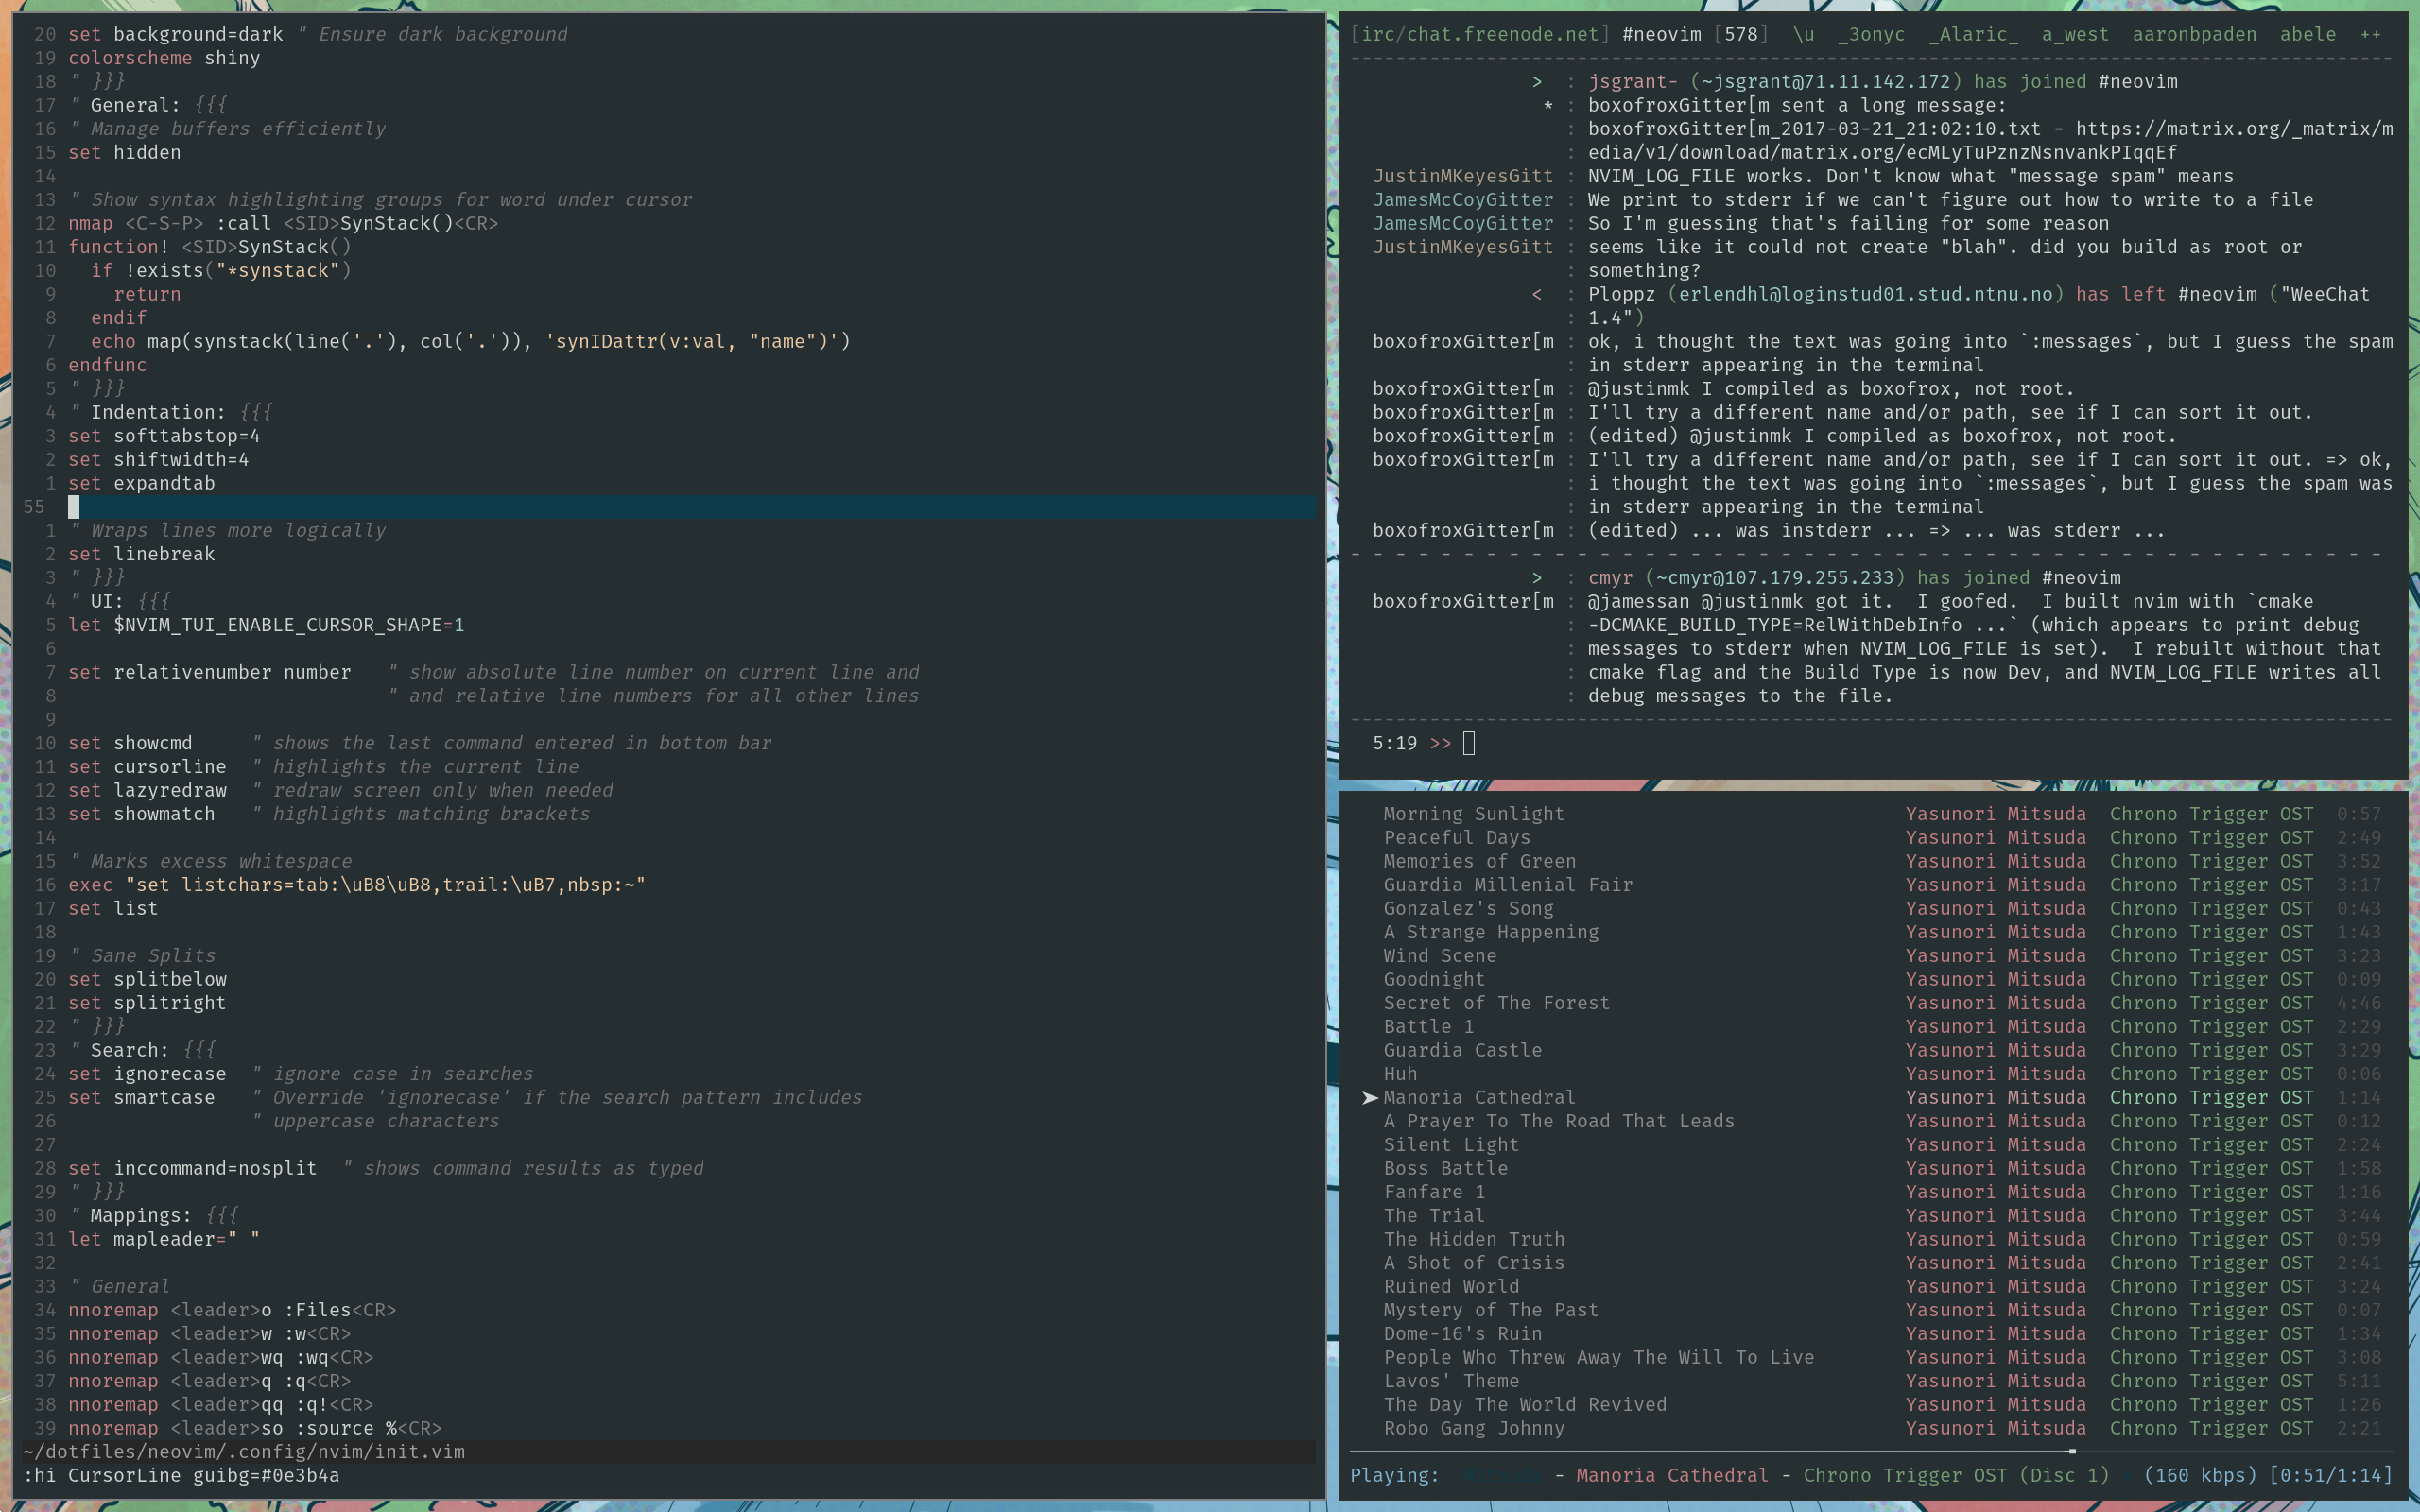 20 set background=dark " Ensure dark background
19 colorscheme shiny
18 " }}}
17 " General: {{{
16 " Manage buffers efficiently
15 set hidden
14
13 " Show syntax highlighting groups for word under cursor
12 nmap <C-S-P> :call <SID>SynStack()<CR>
11 function! <SID>SynStack()
10   if !exists("*synstack")
9     return
8   endif
7   echo map(synstack(line('.'), col('.')), 'synIDattr(v:val, "name")')
6 endfunc
5 " }}}
4 " Indentation: {{{
3 set softtabstop=4
2 set shiftwidth=4
1 set expandtab
55
1 " Wraps lines more logically
2 set linebreak
3 " }}}
4 " UI: {{{
5 let $NVIM_TUI_ENABLE_CURSOR_SHAPE=1
6
7 set relativenumber number   " show absolute line number on current line and
8                             " and relative line numbers for all other lines
9
10 set showcmd     " shows the last command entered in bottom bar
11 set cursorline  " highlights the current line
12 set lazyredraw  " redraw screen only when needed
13 set showmatch   " highlights matching brackets
14
15 " Marks excess whitespace
16 exec "set listchars=tab:\uB8\uB8,trail:\uB7,nbsp:~"
17 set list
18
19 " Sane Splits
20 set splitbelow
21 set splitright
22 " }}}
23 " Search: {{{
24 set ignorecase  " ignore case in searches
25 set smartcase   " Override 'ignorecase' if the search pattern includes
26                 " uppercase characters
27
28 set inccommand=nosplit  " shows command results as typed
29 " }}}
30 " Mappings: {{{
31 let mapleader=" "
32
33 " General
34 nnoremap <leader>o :Files<CR>
35 nnoremap <leader>w :w<CR>
36 nnoremap <leader>wq :wq<CR>
37 nnoremap <leader>q :q<CR>
38 nnoremap <leader>qq :q!<CR>
39 nnoremap <leader>so :source %<CR>
~/dotfiles/neovim/.config/nvim/init.vim
:hi CursorLine guibg=#0e3b4a
[irc/chat.freenode.net] #neovim [578]  \u  _3onyc  _Alaric_  a_west  aaronbpaden  abele  ++
> : jsgrant- (~jsgrant@71.11.142.172) has joined #neovim
* : boxofroxGitter[m sent a long message:
: boxofroxGitter[m_2017-03-21_21:02:10.txt - https://matrix.org/_matrix/m
: edia/v1/download/matrix.org/ecMLyTuPznzNsnvankPIqqEf
JustinMKeyesGitt : NVIM_LOG_FILE works. Don't know what "message spam" means
JamesMcCoyGitter : We print to stderr if we can't figure out how to write to a file
JamesMcCoyGitter : So I'm guessing that's failing for some reason
JustinMKeyesGitt : seems like it could not create "blah". did you build as root or
: something?
< : Ploppz (erlendhl@loginstud01.stud.ntnu.no) has left #neovim ("WeeChat
: 1.4")
boxofroxGitter[m : ok, i thought the text was going into `:messages`, but I guess the spam
: in stderr appearing in the terminal
boxofroxGitter[m : @justinmk I compiled as boxofrox, not root.
boxofroxGitter[m : I'll try a different name and/or path, see if I can sort it out.
boxofroxGitter[m : (edited) @justinmk I compiled as boxofrox, not root.
boxofroxGitter[m : I'll try a different name and/or path, see if I can sort it out. => ok,
: i thought the text was going into `:messages`, but I guess the spam was
: in stderr appearing in the terminal
boxofroxGitter[m : (edited) ... was instderr ... => ... was stderr ...
> : cmyr (~cmyr@107.179.255.233) has joined #neovim
boxofroxGitter[m : @jamessan @justinmk got it.  I goofed.  I built nvim with `cmake
: -DCMAKE_BUILD_TYPE=RelWithDebInfo ...` (which appears to print debug
: messages to stderr when NVIM_LOG_FILE is set).  I rebuilt without that
: cmake flag and the Build Type is now Dev, and NVIM_LOG_FILE writes all
: debug messages to the file.
5:19 >>
Morning Sunlight Yasunori Mitsuda Chrono Trigger OST 0:57
Peaceful Days Yasunori Mitsuda Chrono Trigger OST 2:49
Memories of Green Yasunori Mitsuda Chrono Trigger OST 3:52
Guardia Millenial Fair Yasunori Mitsuda Chrono Trigger OST 3:17
Gonzalez's Song Yasunori Mitsuda Chrono Trigger OST 0:43
A Strange Happening Yasunori Mitsuda Chrono Trigger OST 1:43
Wind Scene Yasunori Mitsuda Chrono Trigger OST 3:23
Goodnight Yasunori Mitsuda Chrono Trigger OST 0:09
Secret of The Forest Yasunori Mitsuda Chrono Trigger OST 4:46
Battle 1 Yasunori Mitsuda Chrono Trigger OST 2:29
Guardia Castle Yasunori Mitsuda Chrono Trigger OST 3:29
Huh Yasunori Mitsuda Chrono Trigger OST 0:06
➤Manoria Cathedral Yasunori Mitsuda Chrono Trigger OST 1:14
A Prayer To The Road That Leads Yasunori Mitsuda Chrono Trigger OST 0:12
Silent Light Yasunori Mitsuda Chrono Trigger OST 2:24
Boss Battle Yasunori Mitsuda Chrono Trigger OST 1:58
Fanfare 1 Yasunori Mitsuda Chrono Trigger OST 1:16
The Trial Yasunori Mitsuda Chrono Trigger OST 3:44
The Hidden Truth Yasunori Mitsuda Chrono Trigger OST 0:59
A Shot of Crisis Yasunori Mitsuda Chrono Trigger OST 2:41
Ruined World Yasunori Mitsuda Chrono Trigger OST 3:24
Mystery of The Past Yasunori Mitsuda Chrono Trigger OST 0:07
Dome-16's Ruin Yasunori Mitsuda Chrono Trigger OST 1:34
People Who Threw Away The Will To Live Yasunori Mitsuda Chrono Trigger OST 3:08
Lavos' Theme Yasunori Mitsuda Chrono Trigger OST 5:11
The Day The World Revived Yasunori Mitsuda Chrono Trigger OST 1:26
Robo Gang Johnny Yasunori Mitsuda Chrono Trigger OST 2:21
Playing: - Manoria Cathedral - Chrono Trigger OST (Disc 1) (160 kbps) [0:51/1:14]